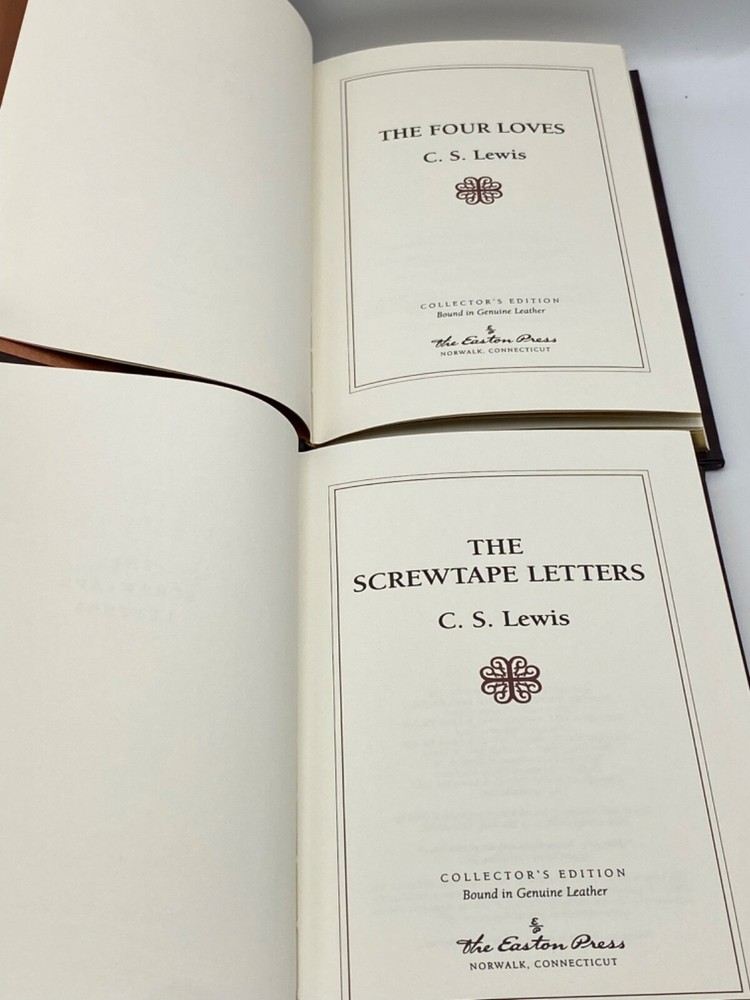 THE FOUR LOVES
C. S. Lewis
COLLECTOR'S EDITION
Bound in Genuine Leather
The Easton Press
NORWALK, CONNECTICUT
THE
SCREWTAPE LETTERS
C. S. Lewis
COLLECTOR'S EDITION
Bound in Genuine Leather
The Easton Press
NORWALK, CONNECTICUT